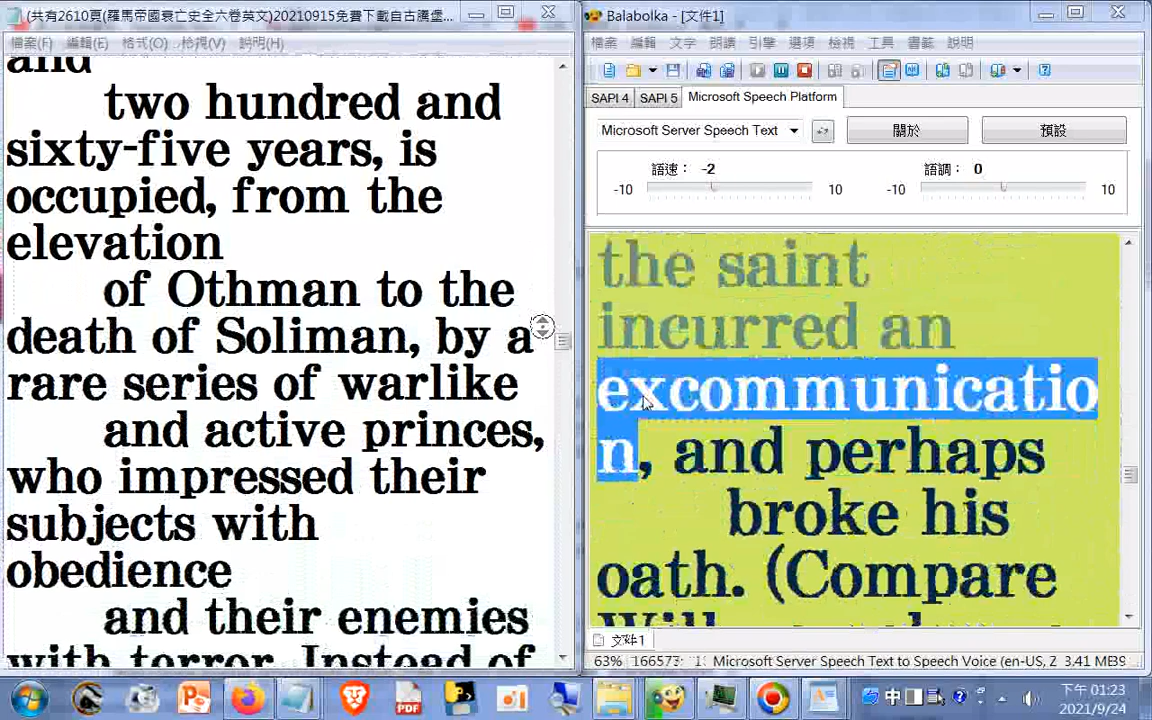 (共有2610頁(羅馬帝國衰亡史全六卷英文)20210915免費下載自古騰堡...
檔案(F) 編輯(E) 格式(O) 檢視(V) 說明(H)
and
two hundred and
sixty-five years, is
occupied, from the
elevation
of Othman to the
death of Soliman, by a
rare series of warlike
and active princes,
who impressed their
subjects with
obedience
and their enemies
with terror. Instead of
Balabolka - [文件1]
檔案 編輯 文字 朗讀 引擎 選項 檢視 工具 書籤 說明
SAPI 4 SAPI 5 Microsoft Speech Platform
Microsoft Server Speech Text 關於 預設
語速： -2 語調： 0
-10 10 -10 10
the saint
incurred an
excommunicatio
n, and perhaps
broke his
oath. (Compare
文件1
63% Microsoft Server Speech Text to Speech Voice (en-US, Z 3.41 MB
PDF 中 下午 01:23
2021/9/24